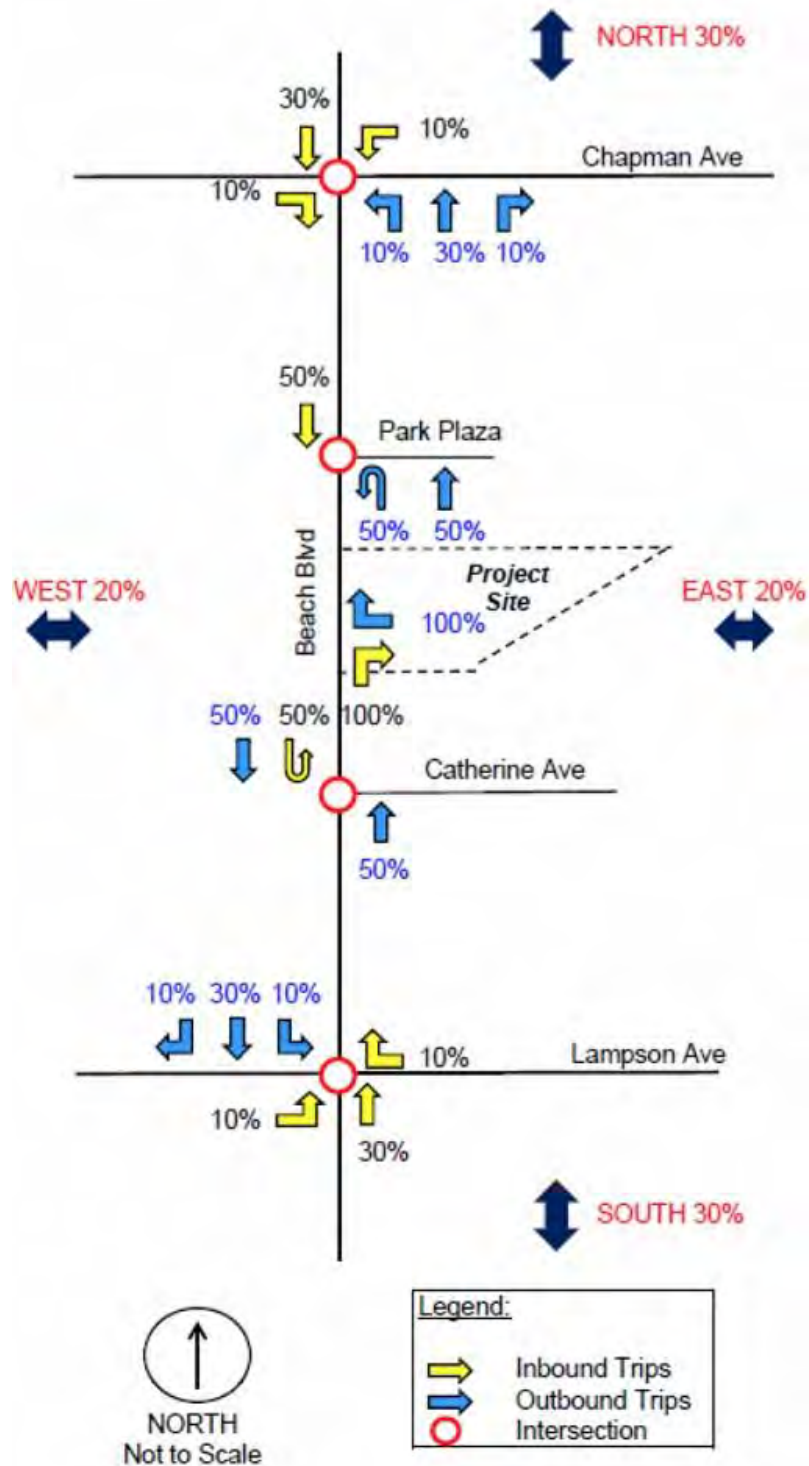 NORTH 30%
30%
10%
Chapman Ave
10%
10% 30% 10%
50%
Park Plaza
50% 50%
Beach Blvd
Project
Site
WEST 20%
EAST 20%
100%
50% 50% 100%
Catherine Ave
50%
10% 30% 10%
10%
Lampson Ave
10%
30%
SOUTH 30%
Legend:
Inbound Trips
Outbound Trips
Intersection
NORTH
Not to Scale